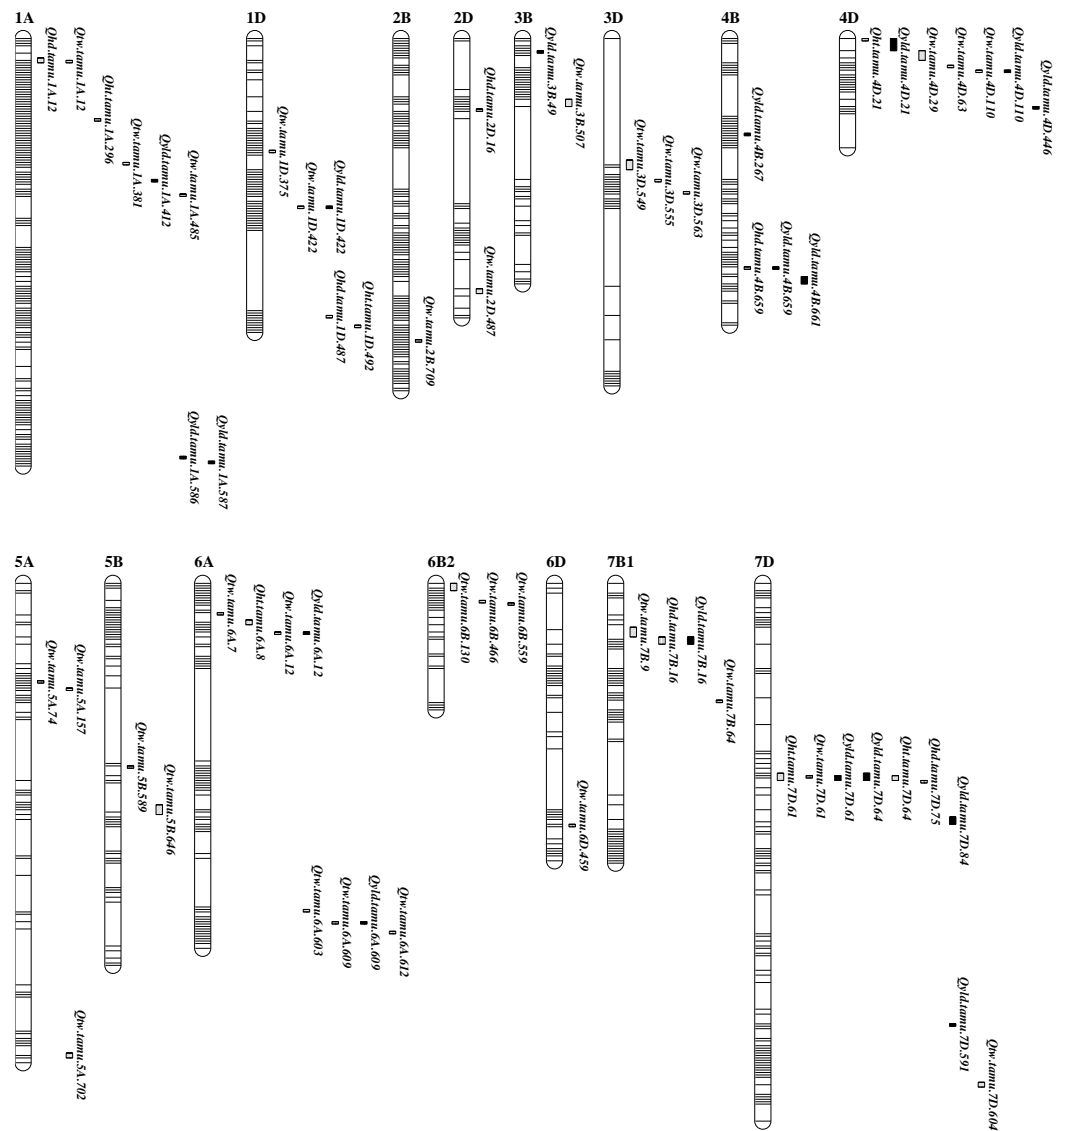 1A
Qhd.tamu.1A.12
Qtw.tamu.1A.12
Qht.tamu.1A.296
Qtw.tamu.1A.381
Qyld.tamu.1A.412
Qtw.tamu.1A.485
Qyld.tamu.1A.586
Qyld.tamu.1A.587
1D
Qtw.tamu.1D.375
Qtw.tamu.1D.422
Qyld.tamu.1D.422
Qhd.tamu.1D.487
Qht.tamu.1D.492
2B
Qtw.tamu.2B.709
2D
Qhd.tamu.2D.16
Qtw.tamu.2D.487
3B
Qyld.tamu.3B.49
Qtw.tamu.3B.507
3D
Qtw.tamu.3D.549
Qtw.tamu.3D.555
Qtw.tamu.3D.563
4B
Qyld.tamu.4B.267
Qhd.tamu.4B.659
Qyld.tamu.4B.659
Qyld.tamu.4B.661
4D
Qht.tamu.4D.21
Qyld.tamu.4D.21
Qtw.tamu.4D.29
Qtw.tamu.4D.63
Qtw.tamu.4D.110
Qyld.tamu.4D.110
Qyld.tamu.4D.446
5A
Qtw.tamu.5A.74
Qtw.tamu.5A.157
Qtw.tamu.5A.702
5B
Qtw.tamu.5B.589
Qtw.tamu.5B.646
6A
Qtw.tamu.6A.7
Qht.tamu.6A.8
Qtw.tamu.6A.12
Qyld.tamu.6A.12
Qtw.tamu.6A.603
Qtw.tamu.6A.609
Qyld.tamu.6A.609
Qtw.tamu.6A.612
6B2
Qtw.tamu.6B.130
Qtw.tamu.6B.466
Qtw.tamu.6B.559
6D
Qtw.tamu.6D.459
7B1
Qtw.tamu.7B.9
Qhd.tamu.7B.16
Qyld.tamu.7B.16
Qtw.tamu.7B.64
7D
Qht.tamu.7D.61
Qtw.tamu.7D.61
Qyld.tamu.7D.61
Qyld.tamu.7D.64
Qht.tamu.7D.64
Qhd.tamu.7D.75
Qyld.tamu.7D.84
Qyld.tamu.7D.591
Qtw.tamu.7D.604